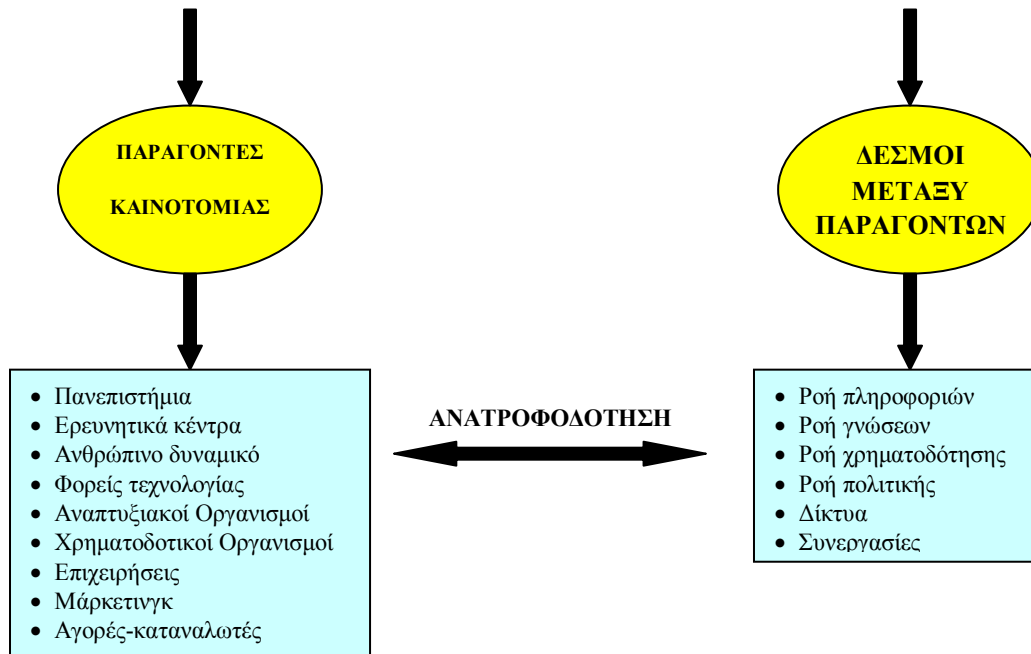 ΠΑΡΑΓΟΝΤΕΣ
ΚΑΙΝΟΤΟΜΙΑΣ
ΔΕΣΜΟΙ
ΜΕΤΑΞΥ
ΠΑΡΑΓΟΝΤΩΝ
• Πανεπιστήμια
• Ερευνητικά κέντρα
• Ανθρώπινο δυναμικό
• Φορείς τεχνολογίας
• Αναπτυξιακοί Οργανισμοί
• Χρηματοδοτικοί Οργανισμοί
• Επιχειρήσεις
• Μάρκετινγκ
• Αγορές-καταναλωτές
ΑΝΑΤΡΟΦΟΔΟΤΗΣΗ
• Ροή πληροφοριών
• Ροή γνώσεων
• Ροή χρηματοδότησης
• Ροή πολιτικής
• Δίκτυα
• Συνεργασίες